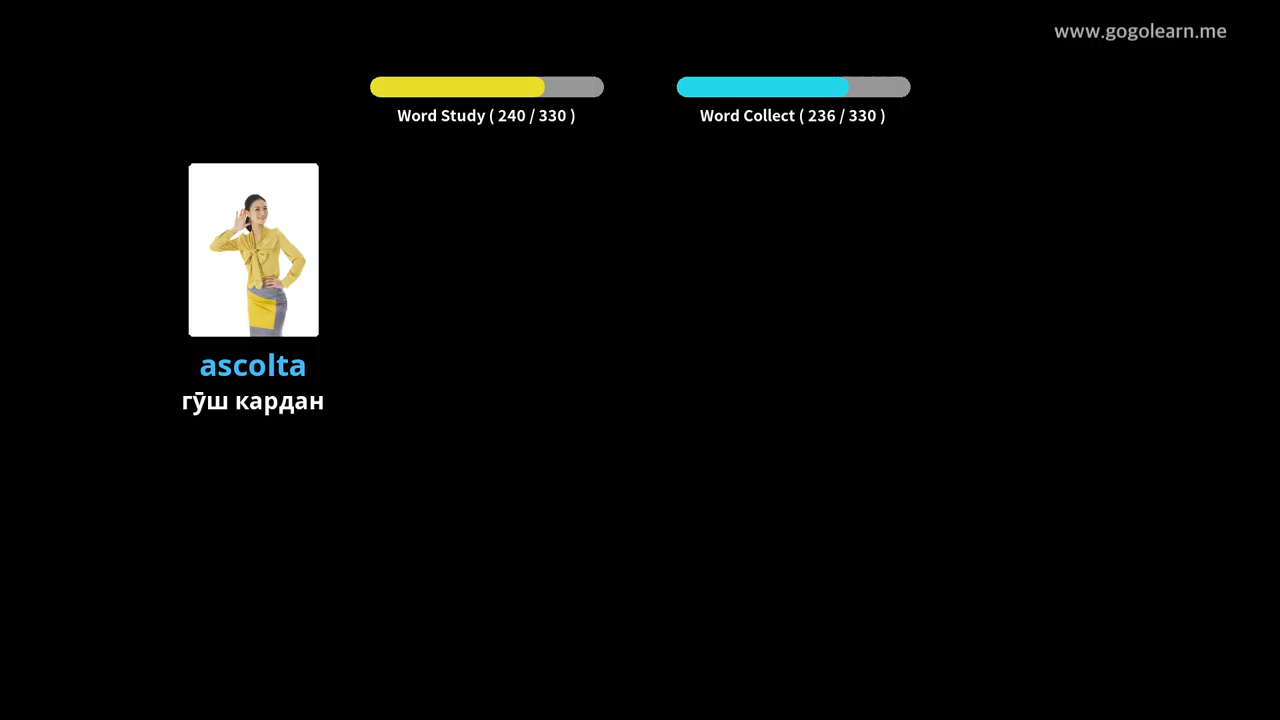 www.gogolearn.me
Word Study ( 240 / 330 )
Word Collect ( 236 / 330 )
ascolta
гӯш кардан